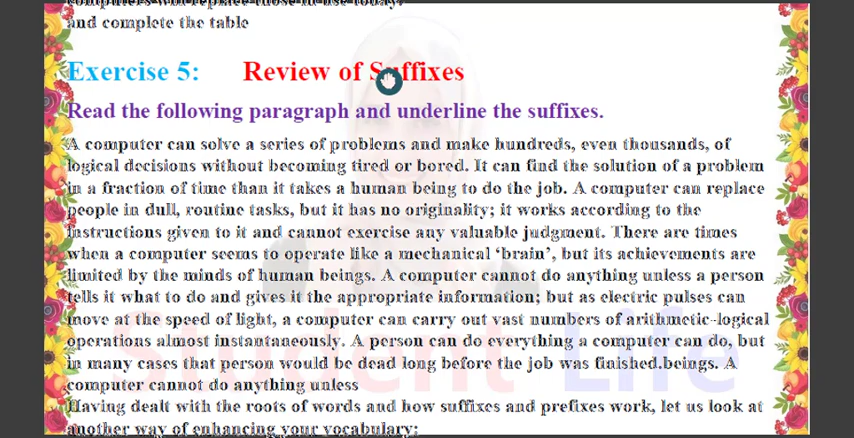 computers will replace those in use today.
and complete the table
Exercise 5: Review of Suffixes
Read the following paragraph and underline the suffixes.
A computer can solve a series of problems and make hundreds, even thousands, of
logical decisions without becoming tired or bored. It can find the solution of a problem
in a fraction of time than it takes a human being to do the job. A computer can replace
people in dull, routine tasks, but it has no originality; it works according to the
instructions given to it and cannot exercise any valuable judgment. There are times
when a computer seems to operate like a mechanical ‘brain’, but its achievements are
limited by the minds of human beings. A computer cannot do anything unless a person
tells it what to do and gives it the appropriate information; but as electric pulses can
move at the speed of light, a computer can carry out vast numbers of arithmetic-logical
operations almost instantaneously. A person can do everything a computer can do, but
in many cases that person would be dead long before the job was finished.beings. A
computer cannot do anything unless
Having dealt with the roots of words and how suffixes and prefixes work, let us look at
another way of enhancing your vocabulary:
Student Life